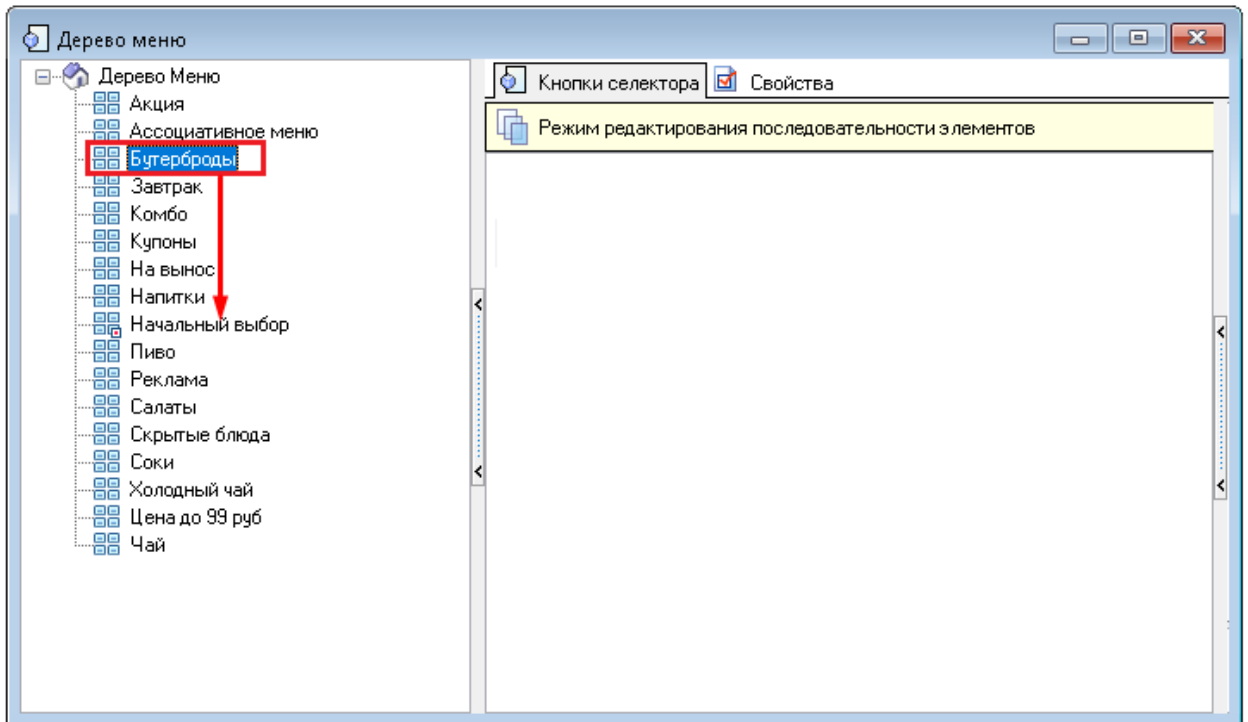 Дерево меню
Дерево Меню
Акция
Ассоциативное меню
Бутерброды
Завтрак
Комбо
Купоны
На вынос
Напитки
Начальный выбор
Пиво
Реклама
Салаты
Скрытые блюда
Соки
Холодный чай
Цена до 99 руб
Чай
Кнопки селектора Свойства
Режим редактирования последовательности элементов